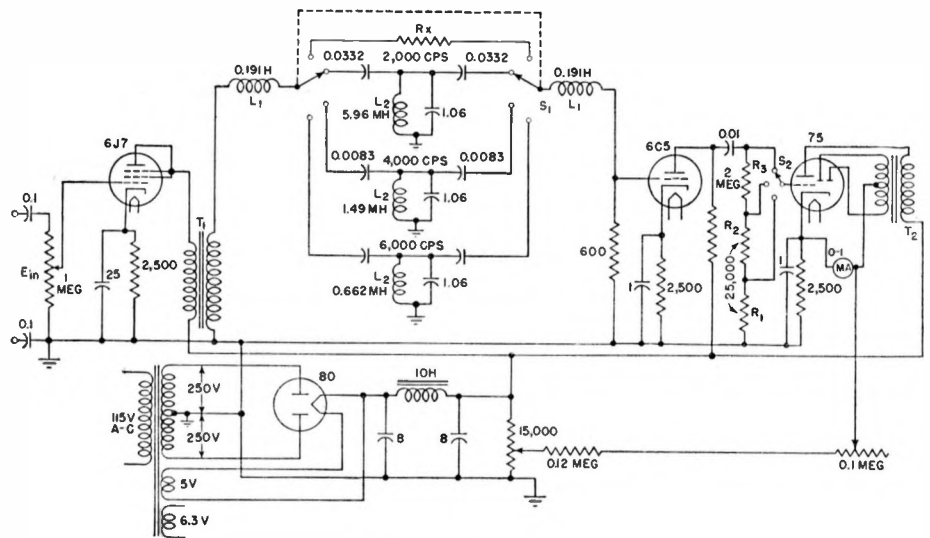 Rx
0.0332 2,000 CPS 0.0332
0.191H
L1
S1
0.191H
L1
L2
5.96 MH
1.06
6J7
0.0083 4,000 CPS 0.0083
L2
1.49 MH
1.06
6,000 CPS
L2
0.662 MH
1.06
0.1
Ein
1 MEG
25
2,500
T1
0.1
600
6C5
1
2,500
0.01
R3
2 MEG
S2
R2
25,000
R1
75
1
0-1
MA
2,500
T2
115V
A-C
250V
250V
80
5V
6.3 V
10H
8
8
15,000
0.12 MEG
0.1 MEG